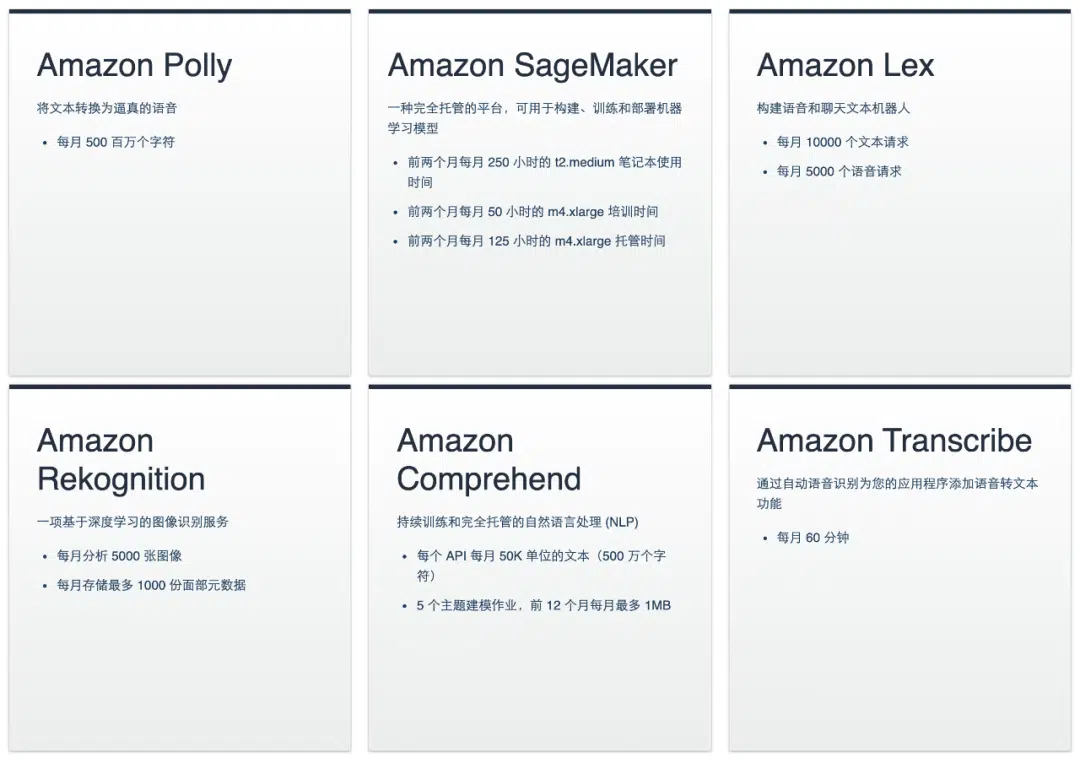 Amazon Polly
将文本转换为逼真的语音
• 每月 500 百万个字符
Amazon SageMaker
一种完全托管的平台，可用于构建、训练和部署机器
学习模型
• 前两个月每月 250 小时的 t2.medium 笔记本使用
时间
• 前两个月每月 50 小时的 m4.xlarge 培训时间
• 前两个月每月 125 小时的 m4.xlarge 托管时间
Amazon Lex
构建语音和聊天文本机器人
• 每月 10000 个文本请求
• 每月 5000 个语音请求
Amazon
Rekognition
一项基于深度学习的图像识别服务
• 每月分析 5000 张图像
• 每月存储最多 1000 份面部元数据
Amazon
Comprehend
持续训练和完全托管的自然语言处理 (NLP)
• 每个 API 每月 50K 单位的文本（500 万个字
符）
• 5 个主题建模作业，前 12 个月每月最多 1MB
Amazon Transcribe
通过自动语音识别为您的应用程序添加语音转文本
功能
• 每月 60 分钟